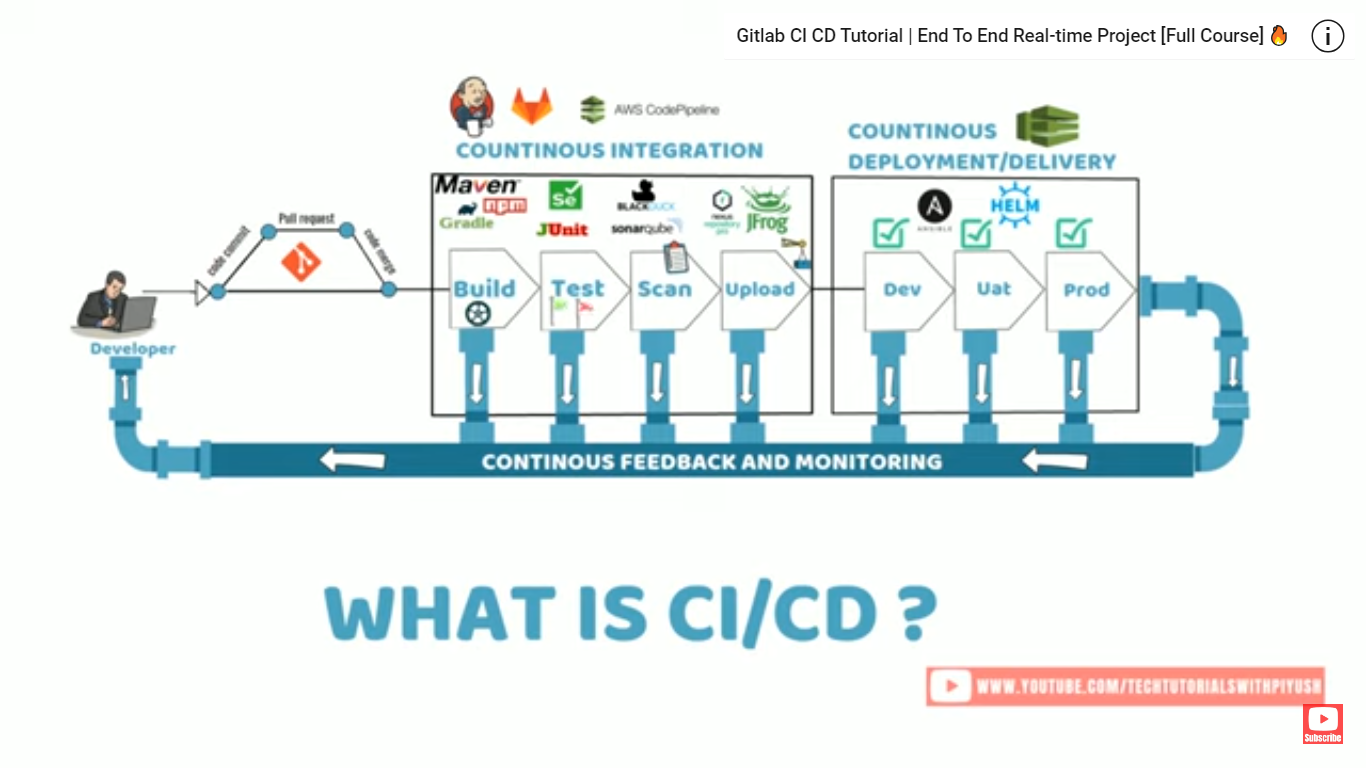 Gitlab CI CD Tutorial | End To End Real-time Project [Full Course] 🔥
AWS CodePipeline
COUNTINOUS INTEGRATION
COUNTINOUS
DEPLOYMENT/DELIVERY
Maven
npm
Gradle
Se
JUnit
BLACKDUCK
sonarqube
nexus
repository
pro
JFrog
A
ANSIBLE
HELM
code commit
Pull request
code merge
Developer
Build
Test
Scan
Upload
Dev
Uat
Prod
CONTINOUS FEEDBACK AND MONITORING
WHAT IS CI/CD ?
WWW.YOUTUBE.COM/TECHTUTORIALSWITHPIYUSH
Subscribe